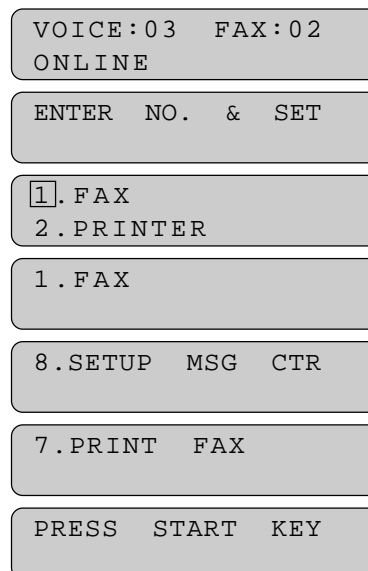 VOICE:03 FAX:02
ONLINE
ENTER NO. & SET
1.FAX
2.PRINTER
1.FAX
8.SETUP MSG CTR
7.PRINT FAX
PRESS START KEY